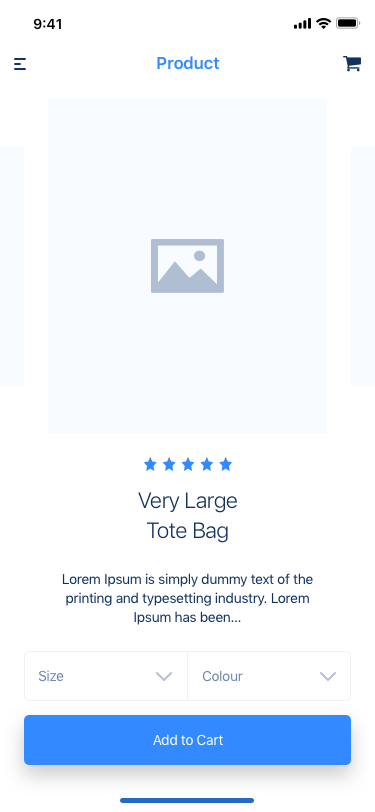 9:41
Product
Very Large
Tote Bag
Lorem Ipsum is simply dummy text of the
printing and typesetting industry. Lorem
Ipsum has been...
Size
Colour
Add to Cart